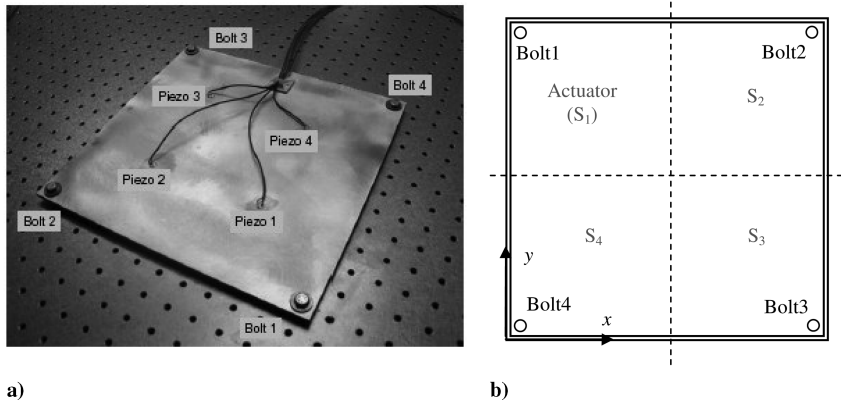 Bolt 3
Bolt 4
Piezo 3
Piezo 4
Piezo 2
Piezo 1
Bolt 2
Bolt 1
a)
Bolt1
Bolt2
Actuator
(S1)
S2
S4
S3
y
Bolt4
Bolt3
x
b)